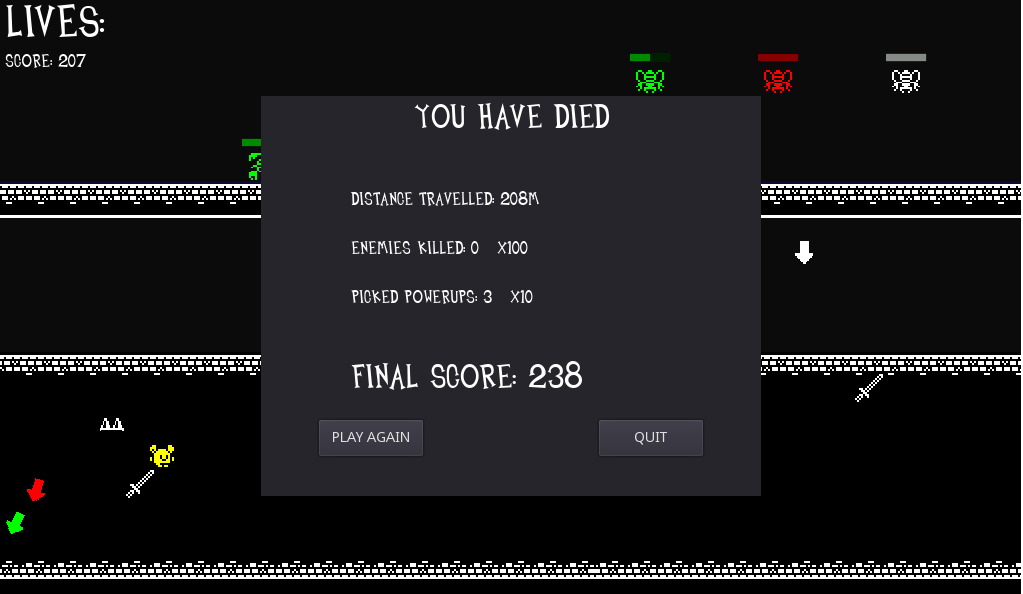 LIVES:
SCORE: 207
YOU HAVE DIED
DISTANCE TRAVELLED: 208M
ENEMIES KILLED: 0 X100
PICKED POWERUPS: 3 X10
FINAL SCORE: 238
PLAY AGAIN
QUIT